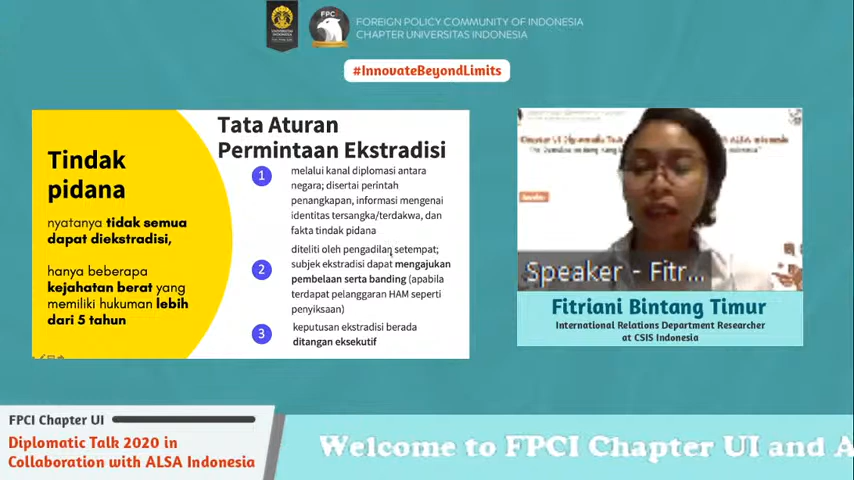 FPC
FOREIGN POLICY COMMUNITY OF INDONESIA
CHAPTER UNIVERSITAS INDONESIA
#InnovateBeyondLimits
Tindak
pidana
nyatanya tidak semua
dapat diekstradisi,
hanya beberapa
kejahatan berat yang
memiliki hukuman lebih
dari 5 tahun
Tata Aturan
Permintaan Ekstradisi
1
melalui kanal diplomasi antara
negara; disertai perintah
penangkapan, informasi mengenai
identitas tersangka/terdakwa, dan
fakta tindak pidana
2
diteliti oleh pengadilan setempat;
subjek ekstradisi dapat mengajukan
pembelaan serta banding (apabila
terdapat pelanggaran HAM seperti
penyiksaan)
3
keputusan ekstradisi berada
ditangan eksekutif
Speaker - Fitr...
Fitriani Bintang Timur
International Relations Department Researcher
at CSIS Indonesia
FPCI Chapter UI
Diplomatic Talk 2020 in
Collaboration with ALSA Indonesia
Welcome to FPCI Chapter UI and A